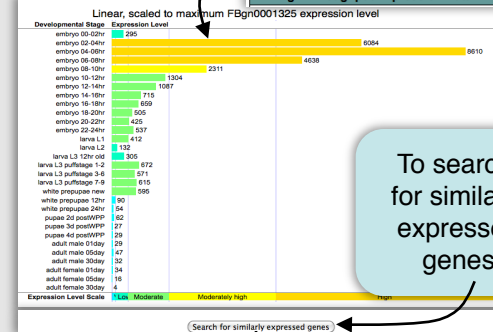 Linear, scaled to maximum FBgn0001325 expression level
Developmental Stage Expression Level
embryo 00-02hr 295
embryo 02-04hr 6084
embryo 04-06hr 8610
embryo 06-08hr 4638
embryo 08-10hr 2311
embryo 10-12hr 1304
embryo 12-14hr 1087
embryo 14-16hr 715
embryo 16-18hr 659
embryo 18-20hr 505
embryo 20-22hr 425
embryo 22-24hr 537
larva L1 412
larva L2 132
larva L3 12hr old 305
larva L3 puffstage 1-2 672
larva L3 puffstage 3-6 571
larva L3 puffstage 7-9 615
white prepupae new 595
white prepupae 12hr 90
white prepupae 24hr 54
pupae 2d postWPP 62
pupae 3d postWPP 27
pupae 4d postWPP 29
adult male 01day 29
adult male 05day 47
adult male 30day 32
adult female 01day 34
adult female 05day 16
adult female 30day 4
Expression Level Scale Low Moderate Moderately high High
To searc
for simila
express
genes
Search for similarly expressed genes